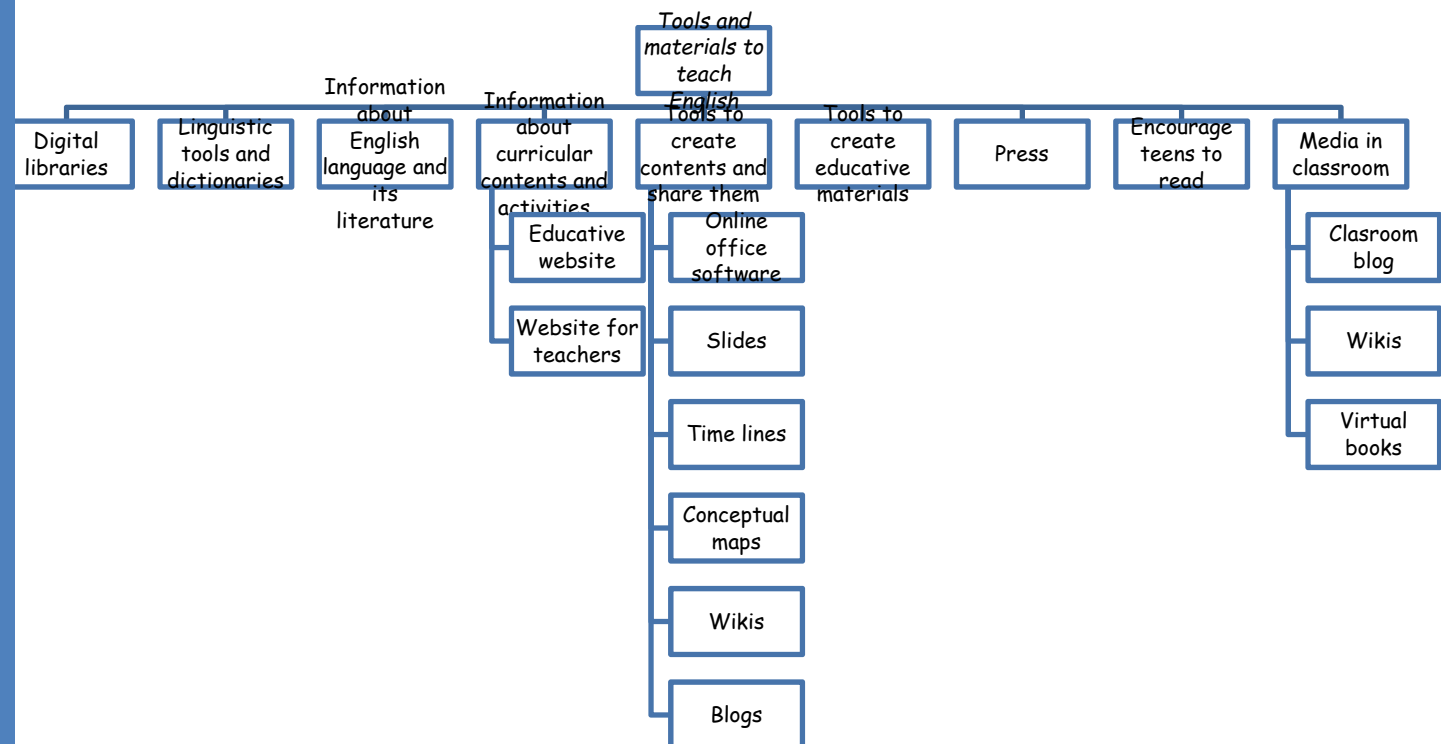 Tools and
materials to
teach
English
Digital
libraries
Linguistic
tools and
dictionaries
Information
about
English
language and
its
literature
Information
about
curricular
contents and
activities
Educative
website
Website for
teachers
Tools to
create
contents and
share them
Online
office
software
Slides
Time lines
Conceptual
maps
Wikis
Blogs
Tools to
create
educative
materials
Press
Encourage
teens to
read
Media in
classroom
Clasroom
blog
Wikis
Virtual
books